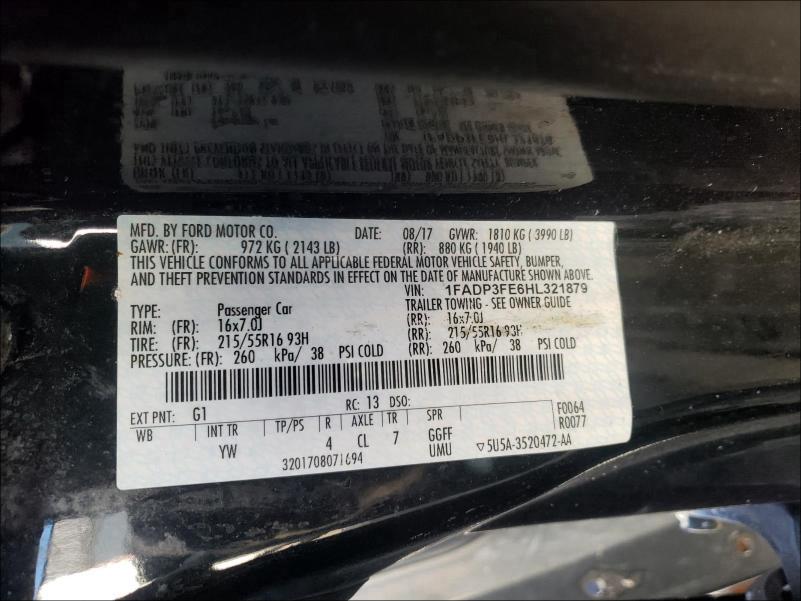 MFD. BY FORD MOTOR CO. DATE: 08/17 GVWR: 1810 KG ( 3990 LB)
GAWR: (FR): 972 KG ( 2143 LB) (RR): 880 KG ( 1940 LB)
THIS VEHICLE CONFORMS TO ALL APPLICABLE FEDERAL MOTOR VEHICLE SAFETY, BUMPER,
AND THEFT PREVENTION STANDARDS IN EFFECT ON THE DATE OF MANUFACTURE SHOWN ABOVE.
VIN: 1FADP3FE6HL321879
TYPE: Passenger Car TRAILER TOWING - SEE OWNER GUIDE
RIM: (FR): 16x7.0J (RR): 16x7.0J
TIRE: (FR): 215/55R16 93H (RR): 215/55R16 93H
PRESSURE: (FR): 260 kPa/ 38 PSI COLD (RR): 260 kPa/ 38 PSI COLD
EXT PNT: G1 RC: 13 DSO: F0064
WB INT TR TP/PS R AXLE TR SPR R0077
YW 4 CL 7 GGFF
UMU ▽ 5U5A-3520472-AA
3201708071694